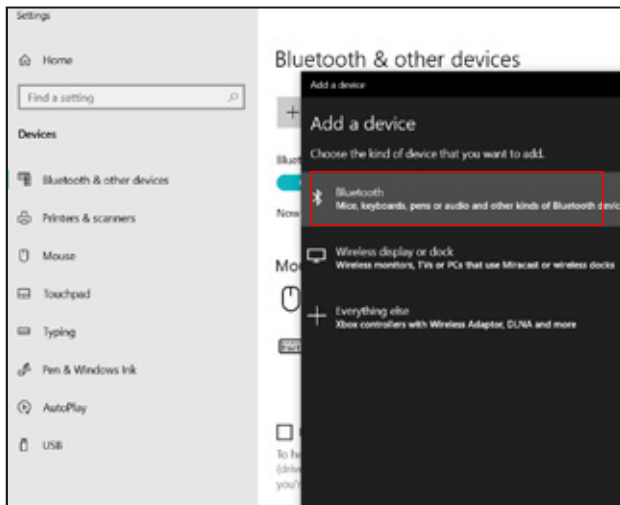 Settings
Home
Find a setting
Devices
Bluetooth & other devices
Printers & scanners
Mouse
Touchpad
Typing
Pen & Windows Ink
AutoPlay
USB
Bluetooth & other devices
Add a device
Add a device
Choose the kind of device that you want to add.
Bluetooth
Mice, keyboards, pens or audio and other kinds of Bluetooth
Wireless display or dock
Wireless monitors, TVs or PCs that use Miracast or wireless docks
Everything else
Xbox controllers with Wireless Adaptor, DLNA and more
Now
To